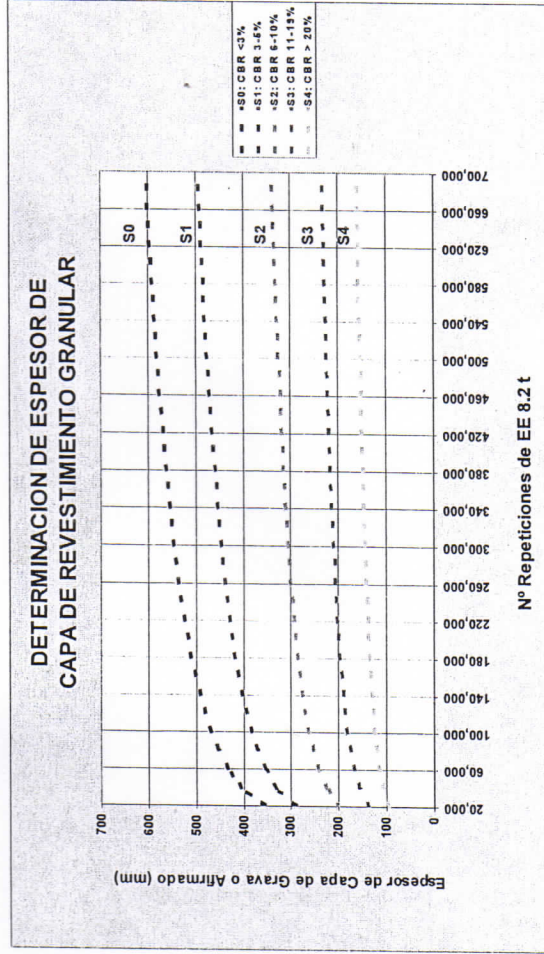 DETERMINACION DE ESPESOR DE
CAPA DE REVESTIMIENTO GRANULAR
Espesor de Capa de Grava o Afirmado (mm)
700
600
500
400
300
200
100
0
S0
S1
S2
S3
S4
20,000
60,000
100,000
140,000
180,000
220,000
260,000
300,000
340,000
380,000
420,000
460,000
500,000
540,000
580,000
620,000
660,000
700,000
Nº Repeticiones de EE 8.2 t
*S0: CBR <3%
*S1: CBR 3-5%
*S2: CBR 6-10%
*S3: CBR 11-19%
*S4: CBR > 20%